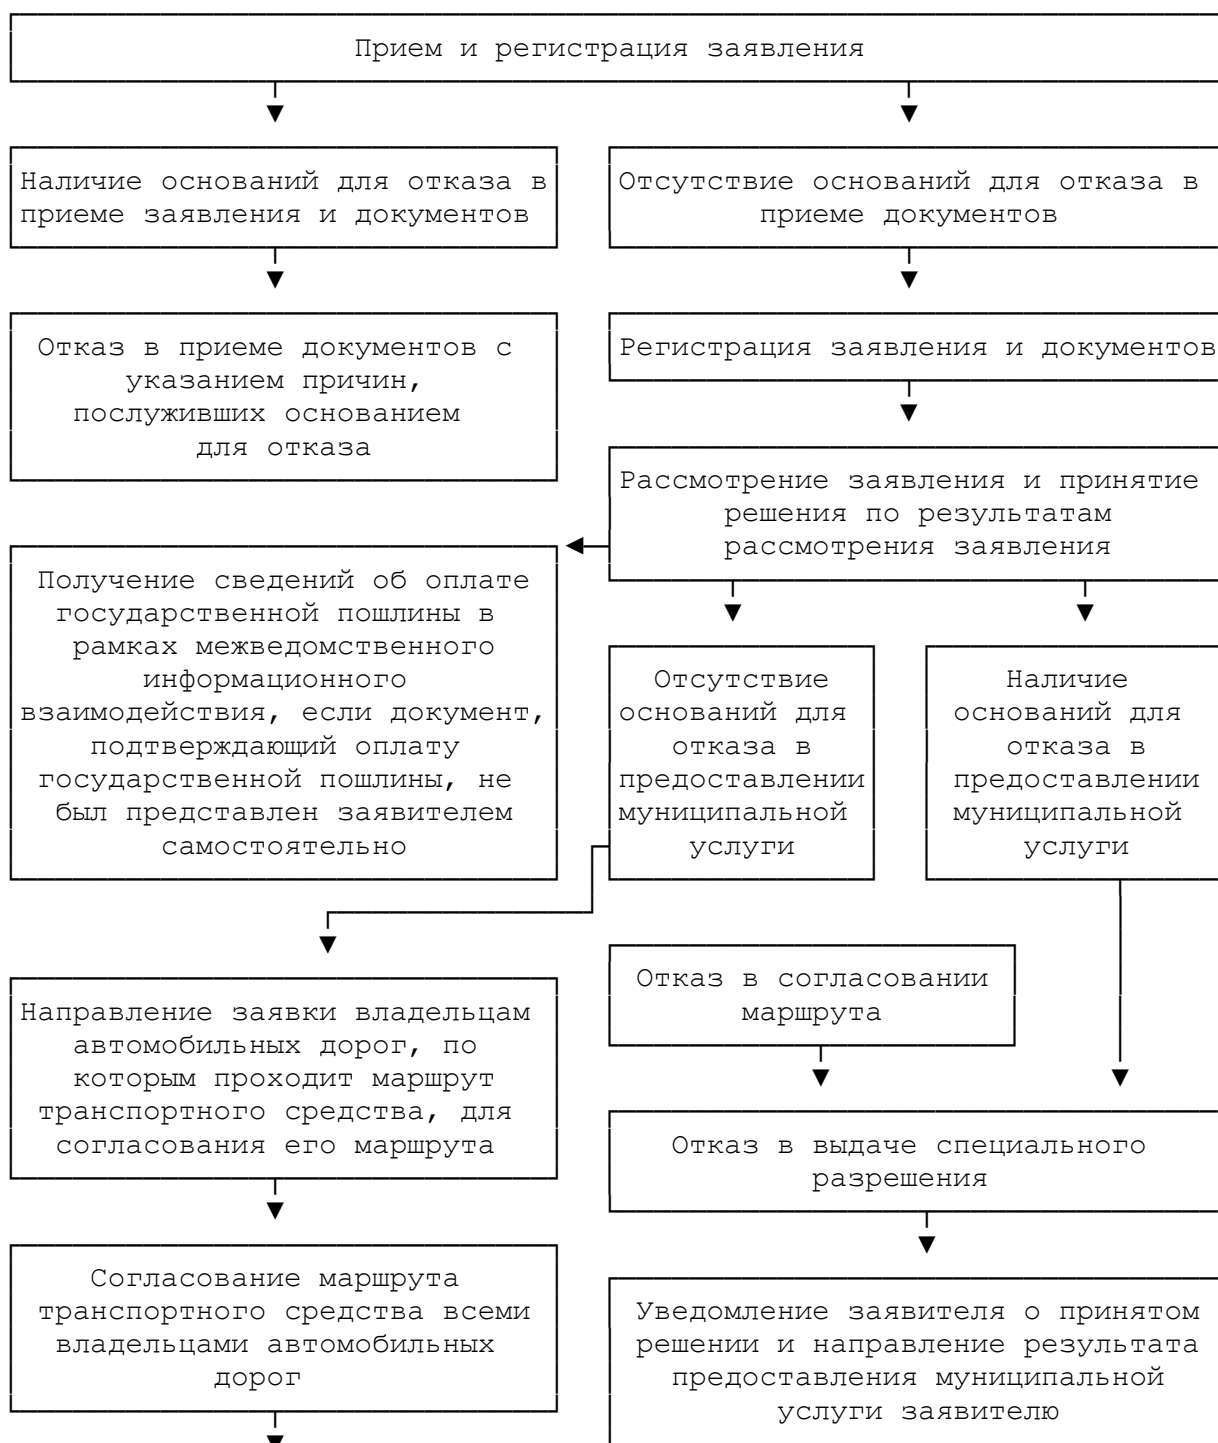 Прием и регистрация заявления
Наличие оснований для отказа в
приеме заявления и документов
Отсутствие оснований для отказа в
приеме документов
Отказ в приеме документов с
указанием причин,
послуживших основанием
для отказа
Регистрация заявления и документов
Рассмотрение заявления и принятие
решения по результатам
рассмотрения заявления
Получение сведений об оплате
государственной пошлины в
рамках межведомственного
информационного
взаимодействия, если документ,
подтверждающий оплату
государственной пошлины, не
был представлен заявителем
самостоятельно
Отсутствие
оснований для
отказа в
предоставлении
муниципальной
услуги
Наличие
оснований для
отказа в
предоставлении
муниципальной
услуги
Направление заявки владельцам
автомобильных дорог, по
которым проходит маршрут
транспортного средства, для
согласования его маршрута
Отказ в согласовании
маршрута
Отказ в выдаче специального
разрешения
Согласование маршрута
транспортного средства всеми
владельцами автомобильных
дорог
Уведомление заявителя о принятом
решении и направление результата
предоставления муниципальной
услуги заявителю